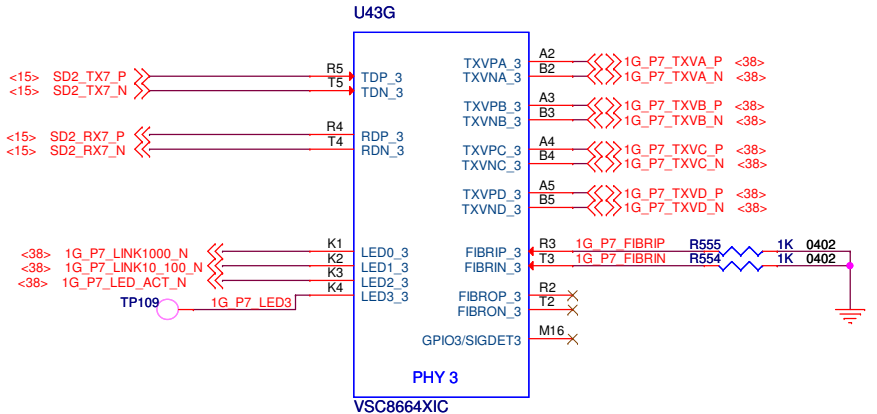 U43G
<15> SD2_TX7_P R5 TDP_3
<15> SD2_TX7_N T5 TDN_3
<15> SD2_RX7_P R4 RDP_3
<15> SD2_RX7_N T4 RDN_3
<38> 1G_P7_LINK1000_N K1 LED0_3
<38> 1G_P7_LINK10_100_N K2 LED1_3
<38> 1G_P7_LED_ACT_N K3 LED2_3
TP109 1G_P7_LED3 K4 LED3_3
TXVPA_3 A2 1G_P7_TXVA_P <38>
TXVNA_3 B2 1G_P7_TXVA_N <38>
TXVPB_3 A3 1G_P7_TXVB_P <38>
TXVNB_3 B3 1G_P7_TXVB_N <38>
TXVPC_3 A4 1G_P7_TXVC_P <38>
TXVNC_3 B4 1G_P7_TXVC_N <38>
TXVPD_3 A5 1G_P7_TXVD_P <38>
TXVND_3 B5 1G_P7_TXVD_N <38>
FIBRIP_3 R3 1G_P7_FIBRIP R555 1K 0402
FIBRIN_3 T3 1G_P7_FIBRIN R554 1K 0402
FIBROP_3 R2
FIBRON_3 T2
GPIO3/SIGDET3 M16
PHY 3
VSC8664XIC